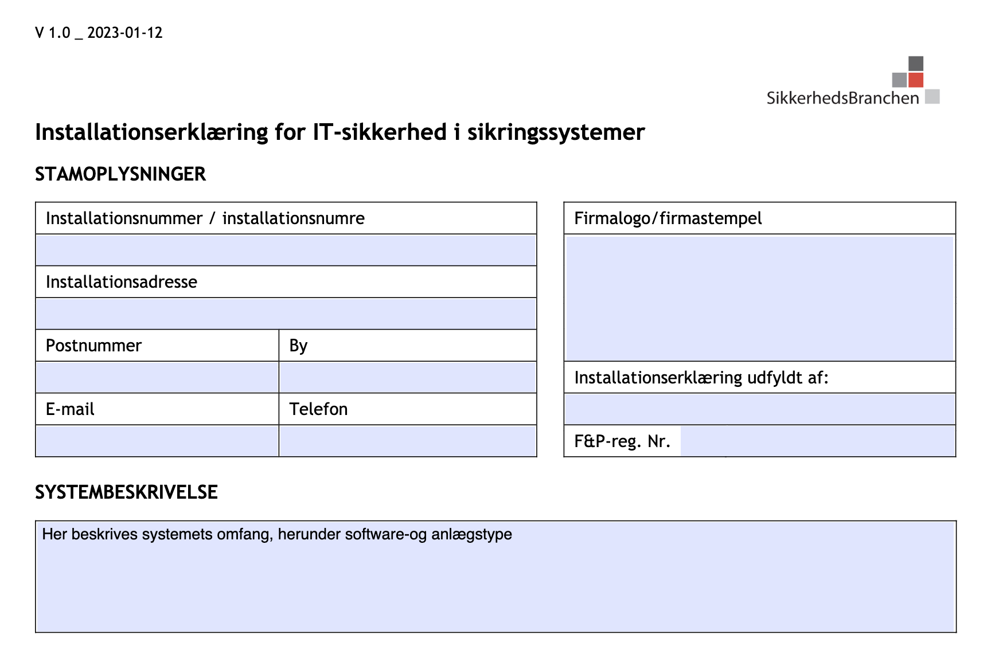 V 1.0 _ 2023-01-12
SikkerhedsBranchen
Installationserklæring for IT-sikkerhed i sikringssystemer
STAMOPLYSNINGER
Installationsnummer / installationsnumre
Installationsadresse
Postnummer
By
E-mail
Telefon
Firmalogo/firmastempel
Installationserklæring udfyldt af:
F&P-reg. Nr.
SYSTEMBESKRIVELSE
Her beskrives systemets omfang, herunder software-og anlægstype